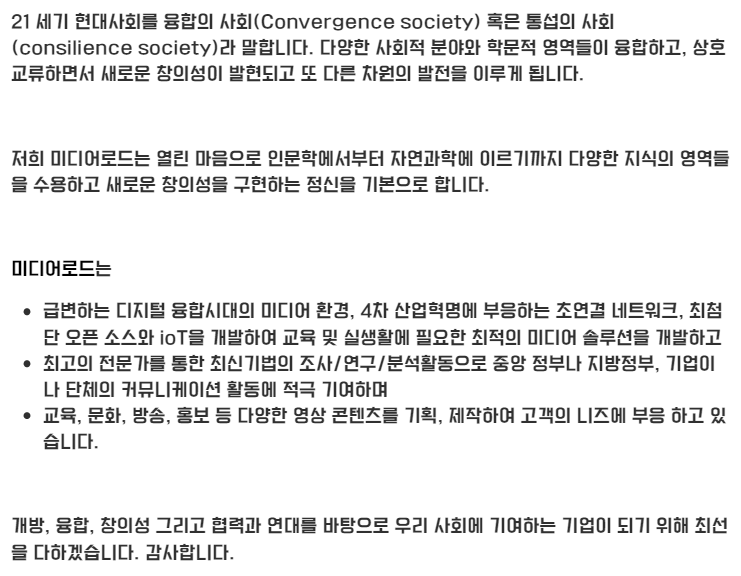 21 세기 현대사회를 융합의 사회(Convergence society) 혹은 통섭의 사회
(consilience society)라 말합니다. 다양한 사회적 분야와 학문적 영역들이 융합하고, 상호
교류하면서 새로운 창의성이 발현되고 또 다른 차원의 발전을 이루게 됩니다.
저희 미디어로드는 열린 마음으로 인문학에서부터 자연과학에 이르기까지 다양한 지식의 영역들
을 수용하고 새로운 창의성을 구현하는 정신을 기본으로 합니다.
미디어로드는
• 급변하는 디지털 융합시대의 미디어 환경, 4차 산업혁명에 부응하는 초연결 네트워크, 최첨
단 오픈 소스와 ioT을 개발하여 교육 및 실생활에 필요한 최적의 미디어 솔루션을 개발하고
• 최고의 전문가를 통한 최신기법의 조사/연구/분석활동으로 중앙 정부나 지방정부, 기업이
나 단체의 커뮤니케이션 활동에 적극 기여하며
• 교육, 문화, 방송, 홍보 등 다양한 영상 콘텐츠를 기획, 제작하여 고객의 니즈에 부응 하고 있
습니다.
개방, 융합, 창의성 그리고 협력과 연대를 바탕으로 우리 사회에 기여하는 기업이 되기 위해 최선
을 다하겠습니다. 감사합니다.